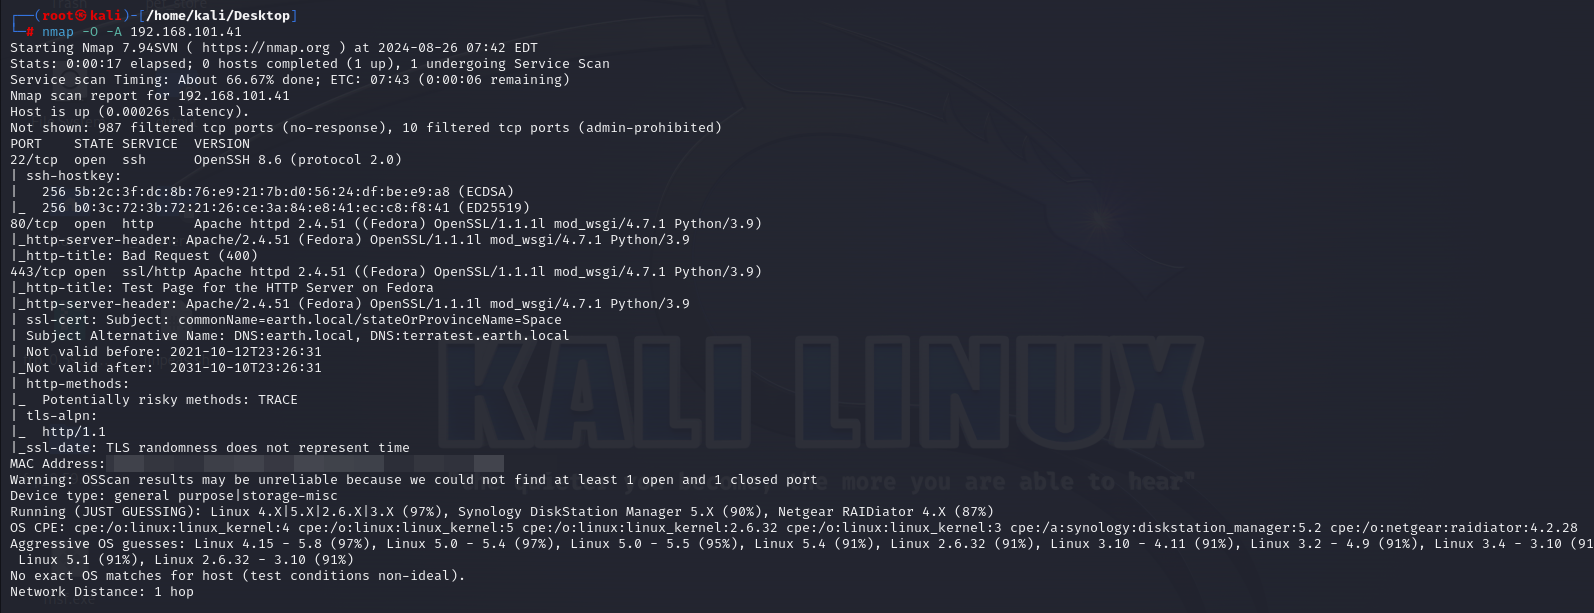 ┌──(root㉿kali)-[/home/kali/Desktop]
└─# nmap -O -A 192.168.101.41
Starting Nmap 7.94SVN ( https://nmap.org ) at 2024-08-26 07:42 EDT
Stats: 0:00:17 elapsed; 0 hosts completed (1 up), 1 undergoing Service Scan
Service scan Timing: About 66.67% done; ETC: 07:43 (0:00:06 remaining)
Nmap scan report for 192.168.101.41
Host is up (0.00026s latency).
Not shown: 987 filtered tcp ports (no-response), 10 filtered tcp ports (admin-prohibited)
PORT    STATE SERVICE  VERSION
22/tcp  open  ssh      OpenSSH 8.6 (protocol 2.0)
| ssh-hostkey:
|   256 5b:2c:3f:dc:8b:76:e9:21:7b:d0:56:24:df:be:e9:a8 (ECDSA)
|_  256 b0:3c:72:3b:72:21:26:ce:3a:84:e8:41:ec:c8:f8:41 (ED25519)
80/tcp  open  http     Apache httpd 2.4.51 ((Fedora) OpenSSL/1.1.1l mod_wsgi/4.7.1 Python/3.9)
|_http-server-header: Apache/2.4.51 (Fedora) OpenSSL/1.1.1l mod_wsgi/4.7.1 Python/3.9
|_http-title: Bad Request (400)
443/tcp open  ssl/http Apache httpd 2.4.51 ((Fedora) OpenSSL/1.1.1l mod_wsgi/4.7.1 Python/3.9)
|_http-title: Test Page for the HTTP Server on Fedora
|_http-server-header: Apache/2.4.51 (Fedora) OpenSSL/1.1.1l mod_wsgi/4.7.1 Python/3.9
| ssl-cert: Subject: commonName=earth.local/stateOrProvinceName=Space
| Subject Alternative Name: DNS:earth.local, DNS:terratest.earth.local
| Not valid before: 2021-10-12T23:26:31
|_Not valid after:  2031-10-10T23:26:31
| http-methods:
|_  Potentially risky methods: TRACE
| tls-alpn:
|_  http/1.1
|_ssl-date: TLS randomness does not represent time
KALI LINUX
MAC Address:
"the quieter you become, the more you are able to hear"
Warning: OSScan results may be unreliable because we could not find at least 1 open and 1 closed port
Device type: general purpose|storage-misc
Running (JUST GUESSING): Linux 4.X|5.X|2.6.X|3.X (97%), Synology DiskStation Manager 5.X (90%), Netgear RAIDiator 4.X (87%)
OS CPE: cpe:/o:linux:linux_kernel:4 cpe:/o:linux:linux_kernel:5 cpe:/o:linux:linux_kernel:2.6.32 cpe:/o:linux:linux_kernel:3 cpe:/a:synology:diskstation_manager:5.2 cpe:/o:netgear:raidiator:4.2.28
Aggressive OS guesses: Linux 4.15 - 5.8 (97%), Linux 5.0 - 5.4 (97%), Linux 5.0 - 5.5 (95%), Linux 5.4 (91%), Linux 2.6.32 (91%), Linux 3.10 - 4.11 (91%), Linux 3.2 - 4.9 (91%), Linux 3.4 - 3.10 (91
 Linux 5.1 (91%), Linux 2.6.32 - 3.10 (91%)
No exact OS matches for host (test conditions non-ideal).
Network Distance: 1 hop